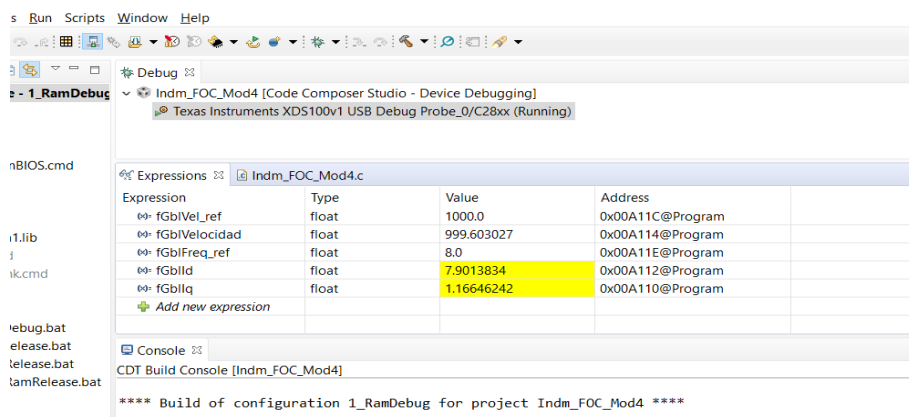 s Run Scripts Window Help
Debug
e - 1_RamDebug
Indm_FOC_Mod4 [Code Composer Studio - Device Debugging]
Texas Instruments XDS100v1 USB Debug Probe_0/C28xx (Running)
nBIOS.cmd
Expressions Indm_FOC_Mod4.c
Expression Type Value Address
fGblVel_ref float 1000.0 0x00A11C@Program
fGblVelocidad float 999.603027 0x00A114@Program
fGblFreq_ref float 8.0 0x00A11E@Program
fGblId float 7.9013834 0x00A112@Program
fGblIq float 1.16646242 0x00A110@Program
Add new expression
1.lib
k.cmd
Debug.bat
elease.bat
Release.bat
RamRelease.bat
Console
CDT Build Console [Indm_FOC_Mod4]
**** Build of configuration 1_RamDebug for project Indm_FOC_Mod4 ****